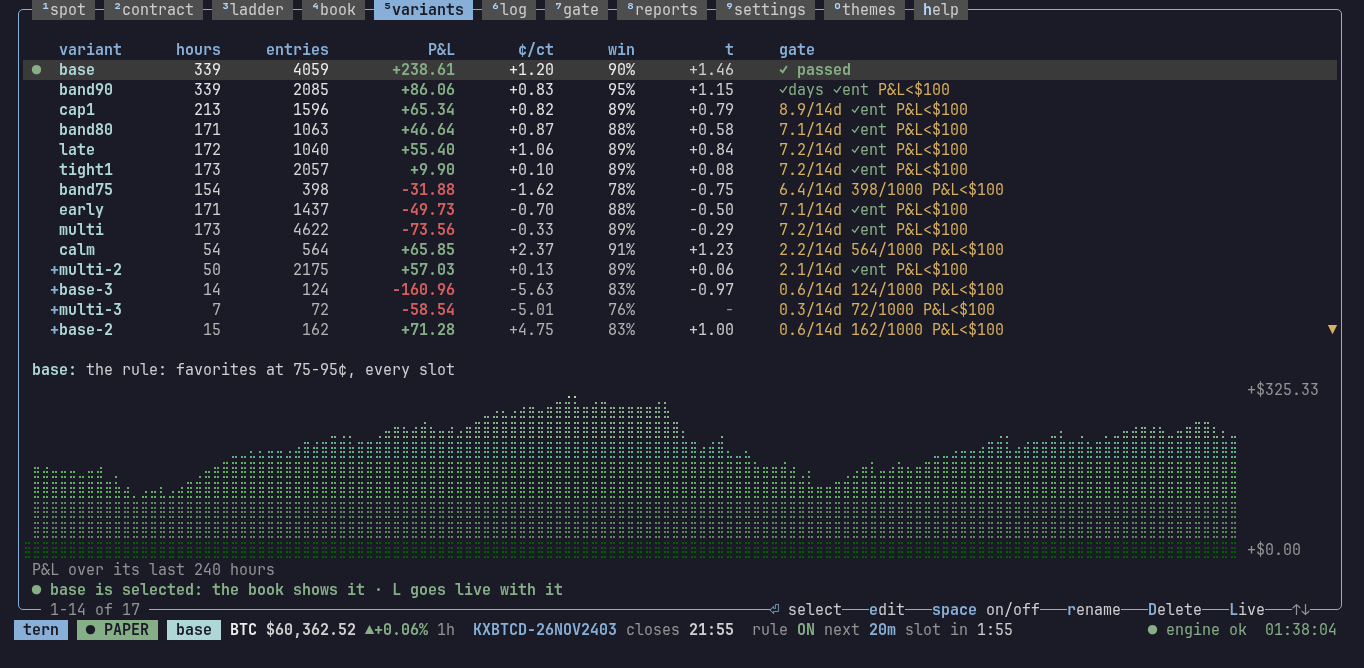 ¹spot ²contract ³ladder ⁴book ⁵variants ⁶log ⁷gate ⁸reports ⁹settings ⁰themes help
variant hours entries P&L ¢/ct win t gate
● base 339 4059 +238.61 +1.20 90% +1.46 ✓ passed
band90 339 2085 +86.06 +0.83 95% +1.15 ✓days ✓ent P&L<$100
cap1 213 1596 +65.34 +0.82 89% +0.79 8.9/14d ✓ent P&L<$100
band80 171 1063 +46.64 +0.87 88% +0.58 7.1/14d ✓ent P&L<$100
late 172 1040 +55.40 +1.06 89% +0.84 7.2/14d ✓ent P&L<$100
tight1 173 2057 +9.90 +0.10 89% +0.08 7.2/14d ✓ent P&L<$100
band75 154 398 -31.88 -1.62 78% -0.75 6.4/14d 398/1000 P&L<$100
early 171 1437 -49.73 -0.70 88% -0.50 7.1/14d ✓ent P&L<$100
multi 173 4622 -73.56 -0.33 89% -0.29 7.2/14d ✓ent P&L<$100
calm 54 564 +65.85 +2.37 91% +1.23 2.2/14d 564/1000 P&L<$100
+multi-2 50 2175 +57.03 +0.13 89% +0.06 2.1/14d ✓ent P&L<$100
+base-3 14 124 -160.96 -5.63 83% -0.97 0.6/14d 124/1000 P&L<$100
+multi-3 7 72 -58.54 -5.01 76% - 0.3/14d 72/1000 P&L<$100
+base-2 15 162 +71.28 +4.75 83% +1.00 0.6/14d 162/1000 P&L<$100 ▼
base: the rule: favorites at 75-95¢, every slot
+$325.33
+$0.00
P&L over its last 240 hours
● base is selected: the book shows it · L goes live with it
1-14 of 17 ⏎ select edit space on/off rename Delete Live ↑↓
tern ● PAPER base BTC $60,362.52 ▲+0.06% 1h KXBTCD-26NOV2403 closes 21:55 rule ON next 20m slot in 1:55 ● engine ok 01:38:04